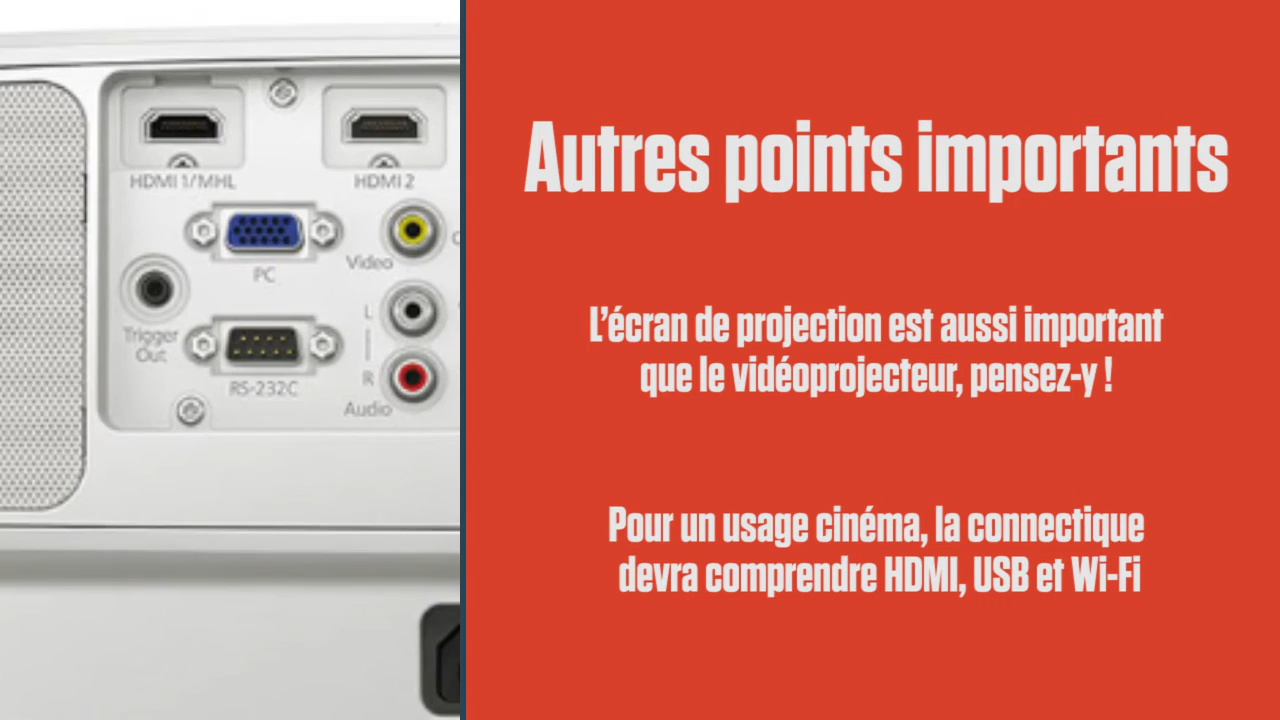 HDMI 1/MHL
HDMI 2
PC
Video
Trigger
Out
L
R
RS-232C
Audio
Autres points importants
L’écran de projection est aussi important
que le vidéoprojecteur, pensez-y !
Pour un usage cinéma, la connectique
devra comprendre HDMI, USB et Wi-Fi